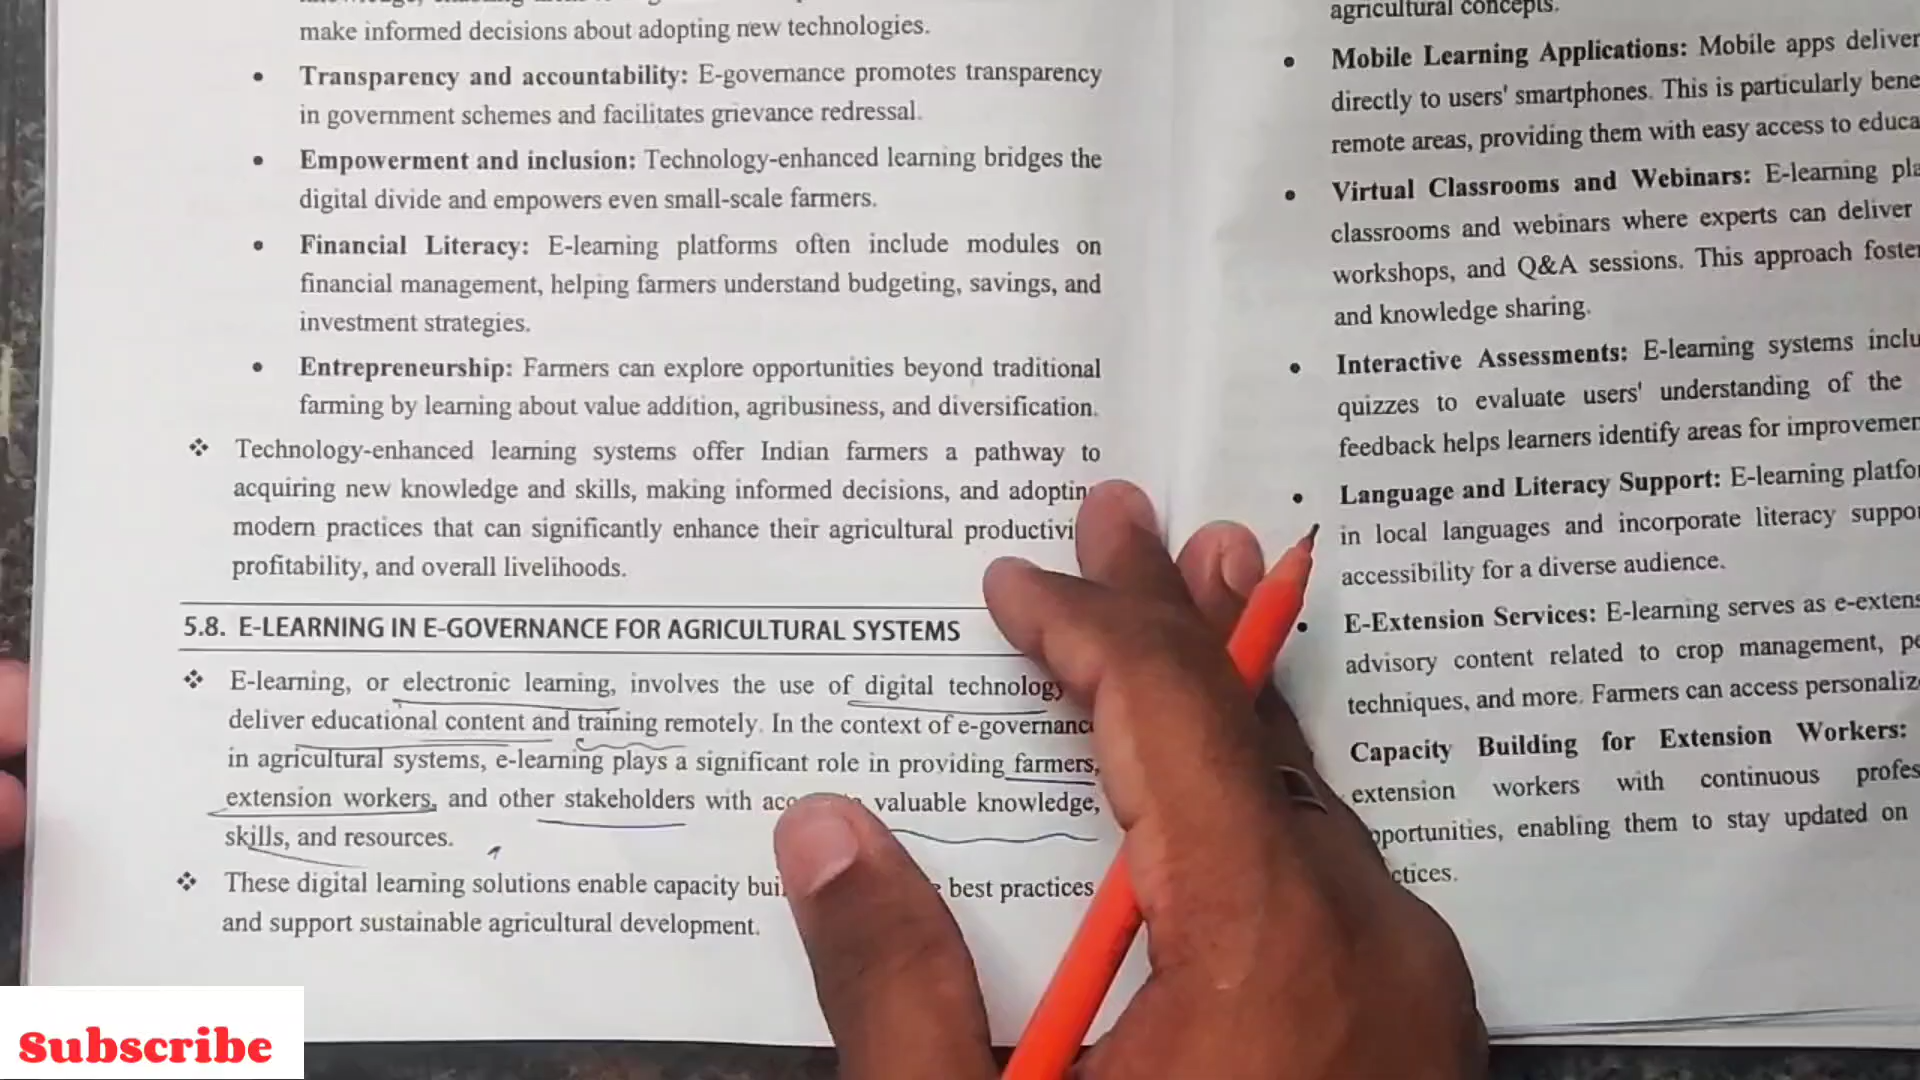 make informed decisions about adopting new technologies.
• Transparency and accountability: E-governance promotes transparency
in government schemes and facilitates grievance redressal.
• Empowerment and inclusion: Technology-enhanced learning bridges the
digital divide and empowers even small-scale farmers.
• Financial Literacy: E-learning platforms often include modules on
financial management, helping farmers understand budgeting, savings, and
investment strategies.
• Entrepreneurship: Farmers can explore opportunities beyond traditional
farming by learning about value addition, agribusiness, and diversification.
❖ Technology-enhanced learning systems offer Indian farmers a pathway to
acquiring new knowledge and skills, making informed decisions, and
modern practices that can significantly enhance their agricultural
profitability, and overall livelihoods.
5.8. E-LEARNING IN E-GOVERNANCE FOR AGRICULTURAL SYSTEMS
❖ E-learning, or electronic learning, involves the use of digital technology
deliver educational content and training remotely. In the context of e-governance
in agricultural systems, e-learning plays a significant role in providing farmers,
extension workers, and other stakeholders with valuable knowledge,
skills, and resources.
❖ These digital learning solutions enable capacity best practices
and support sustainable agricultural development.
agricultural concepts.
• Mobile Learning Applications: Mobile apps deliver
directly to users' smartphones. This is particularly
remote areas, providing them with easy access to
• Virtual Classrooms and Webinars: E-learning
classrooms and webinars where experts can deliver
workshops, and Q&A sessions. This approach
and knowledge sharing.
• Interactive Assessments: E-learning systems
quizzes to evaluate users' understanding of the
feedback helps learners identify areas for
• Language and Literacy Support: E-learning
in local languages and incorporate literacy
accessibility for a diverse audience.
• E-Extension Services: E-learning serves as
advisory content related to crop management,
techniques, and more. Farmers can access
Capacity Building for Extension Workers:
extension workers with continuous
enabling them to stay updated on
Subscribe